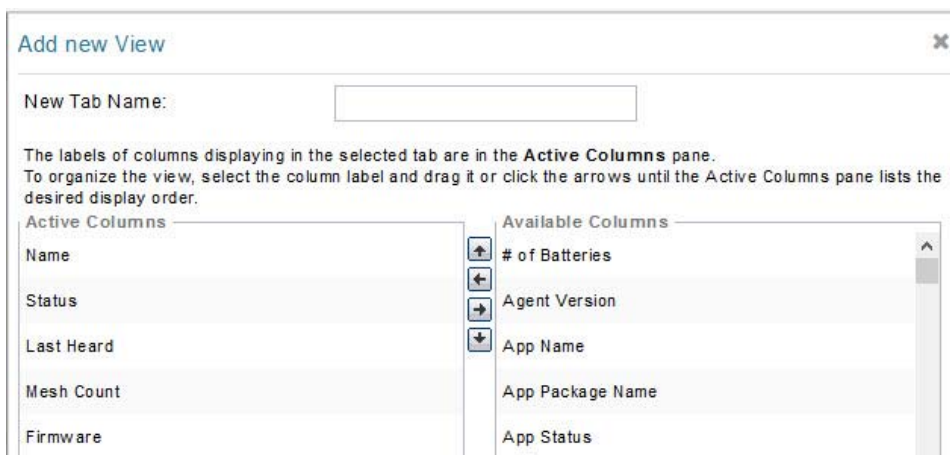 Add new View
New Tab Name:
The labels of columns displaying in the selected tab are in the Active Columns pane.
To organize the view, select the column label and drag it or click the arrows until the Active Columns pane lists the
desired display order.
Active Columns
Name
Status
Last Heard
Mesh Count
Firmware
Available Columns
# of Batteries
Agent Version
App Name
App Package Name
App Status